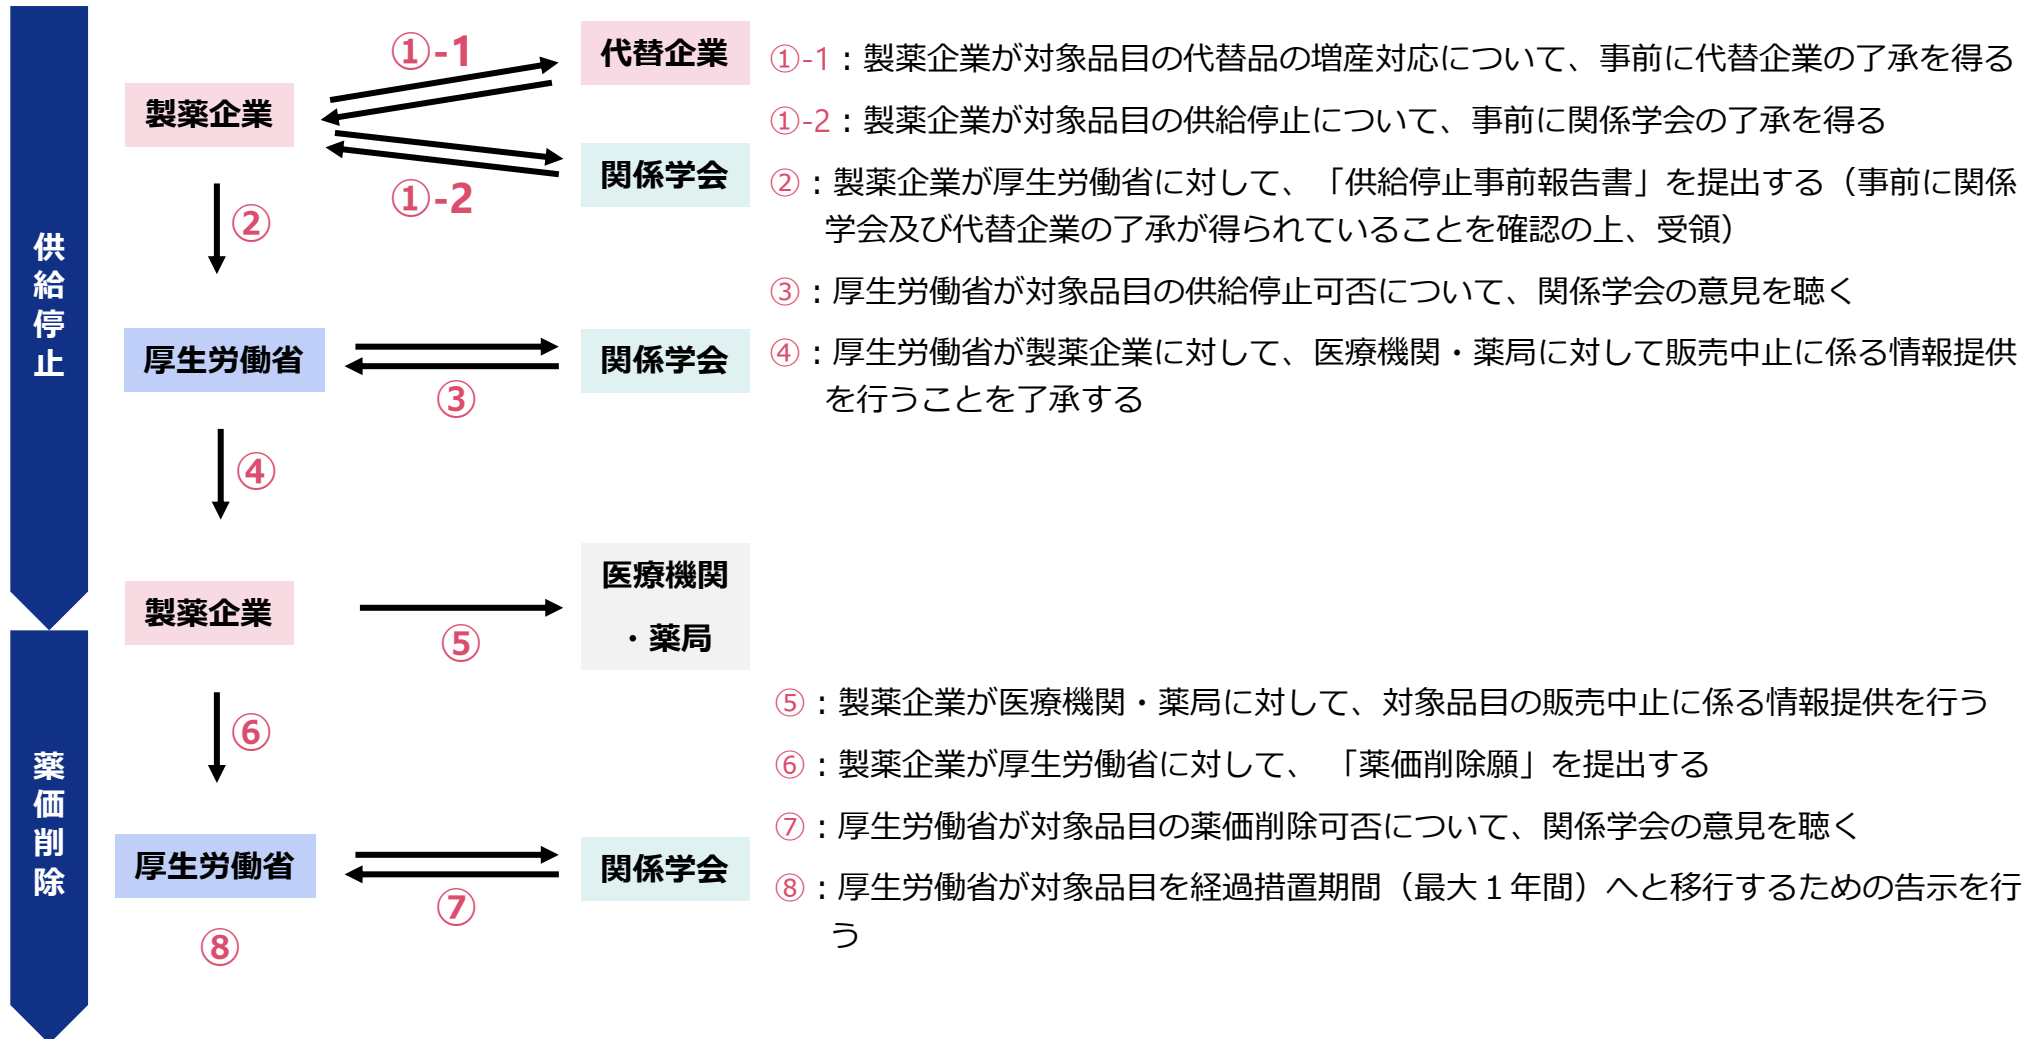 供給停止
薬価削除
製薬企業
①-1
代替企業
①-2
関係学会
②
厚生労働省
③
関係学会
④
製薬企業
⑤
医療機関
・薬局
⑥
厚生労働省
⑦
関係学会
⑧
①-1：製薬企業が対象品目の代替品の増産対応について、事前に代替企業の了承を得る
①-2：製薬企業が対象品目の供給停止について、事前に関係学会の了承を得る
②：製薬企業が厚生労働省に対して、「供給停止事前報告書」を提出する（事前に関係
学会及び代替企業の了承が得られていることを確認の上、受領）
③：厚生労働省が対象品目の供給停止可否について、関係学会の意見を聴く
④：厚生労働省が製薬企業に対して、医療機関・薬局に対して販売中止に係る情報提供
を行うことを了承する
⑤：製薬企業が医療機関・薬局に対して、対象品目の販売中止に係る情報提供を行う
⑥：製薬企業が厚生労働省に対して、「薬価削除願」を提出する
⑦：厚生労働省が対象品目の薬価削除可否について、関係学会の意見を聴く
⑧：厚生労働省が対象品目を経過措置期間（最大１年間）へと移行するための告示を行
う